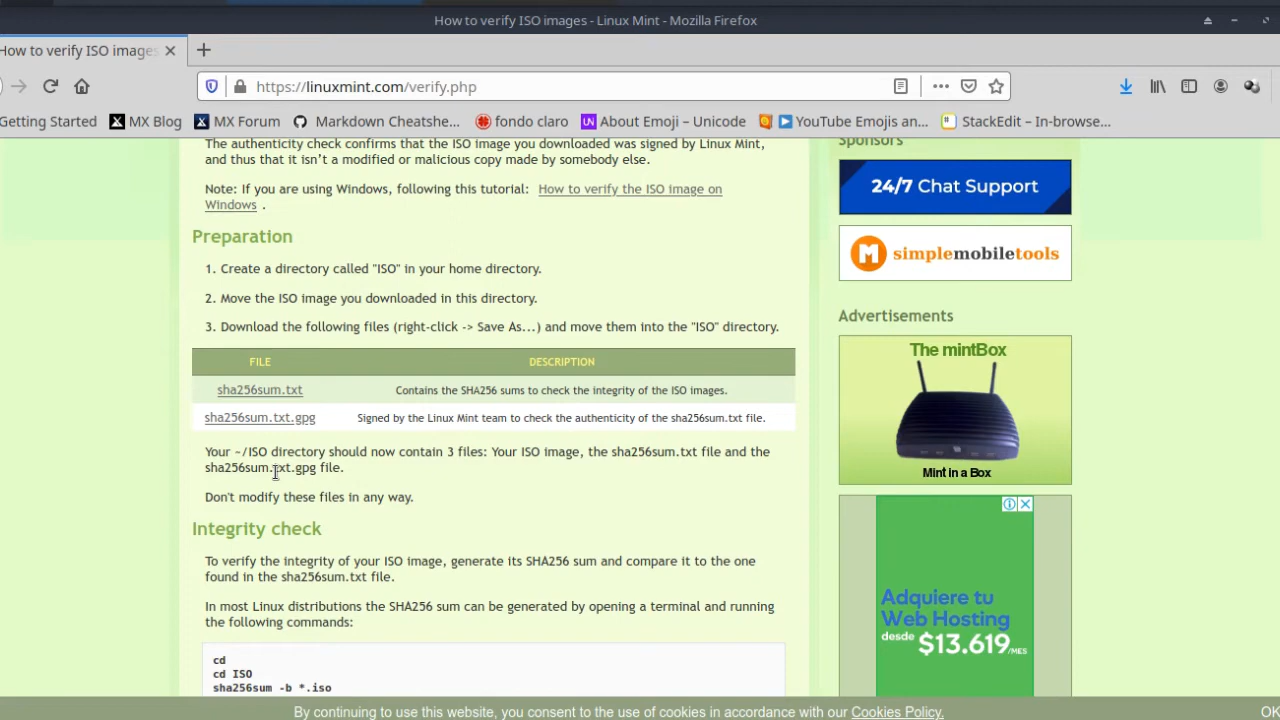 How to verify ISO images - Linux Mint - Mozilla Firefox
How to verify ISO images
https://linuxmint.com/verify.php
Getting Started
MX Blog
MX Forum
Markdown Cheatshe...
fondo claro
UN
About Emoji – Unicode
YouTube Emojis an...
StackEdit – In-browse...
The authenticity check confirms that the ISO image you downloaded was signed by Linux Mint,
and thus that it isn't a modified or malicious copy made by somebody else.
Note: If you are using Windows, following this tutorial: How to verify the ISO image on
Windows .
Preparation
1. Create a directory called "ISO" in your home directory.
2. Move the ISO image you downloaded in this directory.
3. Download the following files (right-click -> Save As...) and move them into the "ISO" directory.
FILE DESCRIPTION
sha256sum.txt Contains the SHA256 sums to check the integrity of the ISO images.
sha256sum.txt.gpg Signed by the Linux Mint team to check the authenticity of the sha256sum.txt file.
Your ~/ISO directory should now contain 3 files: Your ISO image, the sha256sum.txt file and the
sha256sum.txt.gpg file.
Don't modify these files in any way.
Integrity check
To verify the integrity of your ISO image, generate its SHA256 sum and compare it to the one
found in the sha256sum.txt file.
In most Linux distributions the SHA256 sum can be generated by opening a terminal and running
the following commands:
cd
cd ISO
sha256sum -b *.iso
Sponsors
24/7 Chat Support
simplemobiletools
Advertisements
The mintBox
Mint in a Box
Adquiere tu
Web Hosting
desde
$13.619/MES
By continuing to use this website, you consent to the use of cookies in accordance with our Cookies Policy.
OK